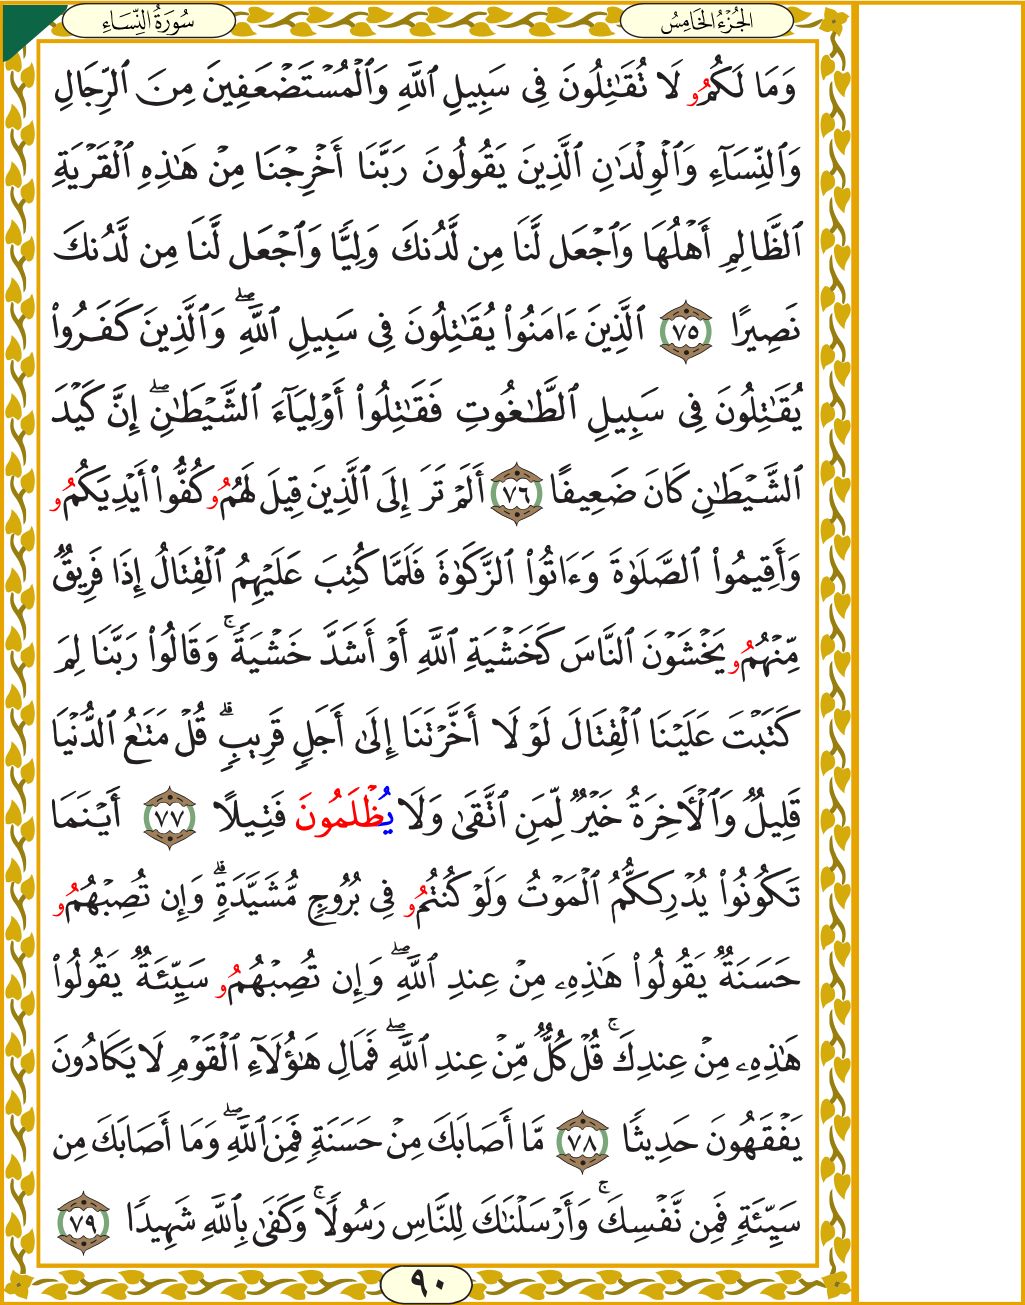 سُورَةُ النِّسَاءِ
الجُزْءُ الخَامِسُ
وَمَا لَكُمُۥ لَا تُقَٰتِلُونَ فِى سَبِيلِ ٱللَّهِ وَٱلْمُسْتَضْعَفِينَ مِنَ ٱلرِّجَالِ
وَٱلنِّسَآءِ وَٱلْوِلْدَٰنِ ٱلَّذِينَ يَقُولُونَ رَبَّنَا أَخْرِجْنَا مِنْ هَٰذِهِ ٱلْقَرْيَةِ
ٱلظَّالِمِ أَهْلُهَا وَٱجْعَل لَّنَا مِن لَّدُنكَ وَلِيًّا وَٱجْعَل لَّنَا مِن لَّدُنكَ
نَصِيرًا ٧٥ ٱلَّذِينَ ءَامَنُوا۟ يُقَٰتِلُونَ فِى سَبِيلِ ٱللَّهِۖ وَٱلَّذِينَ كَفَرُوا۟
يُقَٰتِلُونَ فِى سَبِيلِ ٱلطَّٰغُوتِ فَقَٰتِلُوا۟ أَوْلِيَآءَ ٱلشَّيْطَٰنِۖ إِنَّ كَيْدَ
ٱلشَّيْطَٰنِ كَانَ ضَعِيفًا ٧٦ أَلَمْ تَرَ إِلَى ٱلَّذِينَ قِيلَ لَهُمُۥ كُفُّوا۟ أَيْدِيَكُمُۥ
وَأَقِيمُوا۟ ٱلصَّلَوٰةَ وَءَاتُوا۟ ٱلزَّكَوٰةَ فَلَمَّا كُتِبَ عَلَيْهِمُ ٱلْقِتَالُ إِذَا فَرِيقٌ
مِّنْهُمُۥ يَخْشَوْنَ ٱلنَّاسَ كَخَشْيَةِ ٱللَّهِ أَوْ أَشَدَّ خَشْيَةًۚ وَقَالُوا۟ رَبَّنَا لِمَ
كَتَبْتَ عَلَيْنَا ٱلْقِتَالَ لَوْلَا أَخَّرْتَنَا إِلَىٰ أَجَلٍ قَرِيبٍۗ قُلْ مَتَٰعُ ٱلدُّنْيَا
قَلِيلٌ وَٱلْأَخِرَةُ خَيْرٌ لِّمَنِ ٱتَّقَىٰ وَلَا يُظْلَمُونَ فَتِيلًا ٧٧ أَيْنَمَا
تَكُونُوا۟ يُدْرِككُّمُ ٱلْمَوْتُ وَلَوْ كُنتُمُۥ فِى بُرُوجٍ مُّشَيَّدَةٍۗ وَإِن تُصِبْهُمُۥ
حَسَنَةٌ يَقُولُوا۟ هَٰذِهِۦ مِنْ عِندِ ٱللَّهِۖ وَإِن تُصِبْهُمُۥ سَيِّئَةٌ يَقُولُوا۟
هَٰذِهِۦ مِنْ عِندِكَۚ قُلْ كُلٌّ مِّنْ عِندِ ٱللَّهِۖ فَمَالِ هَٰٓؤُلَآءِ ٱلْقَوْمِ لَا يَكَادُونَ
يَفْقَهُونَ حَدِيثًا ٧٨ مَّا أَصَابَكَ مِنْ حَسَنَةٍ فَمِنَ ٱللَّهِۖ وَمَا أَصَابَكَ مِن
سَيِّئَةٍ فَمِن نَّفْسِكَۚ وَأَرْسَلْنَٰكَ لِلنَّاسِ رَسُولًاۚ وَكَفَىٰ بِٱللَّهِ شَهِيدًا ٧٩
٩٠